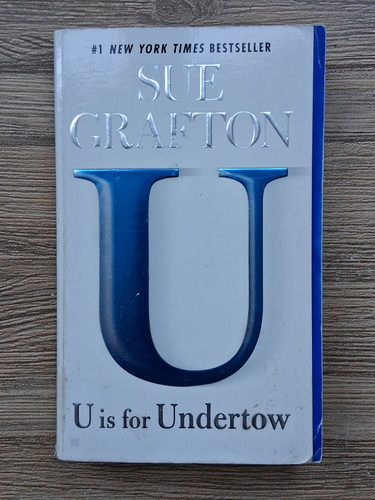 #1 NEW YORK TIMES BESTSELLER
SUE
GRAFTON
U
U is for Undertow